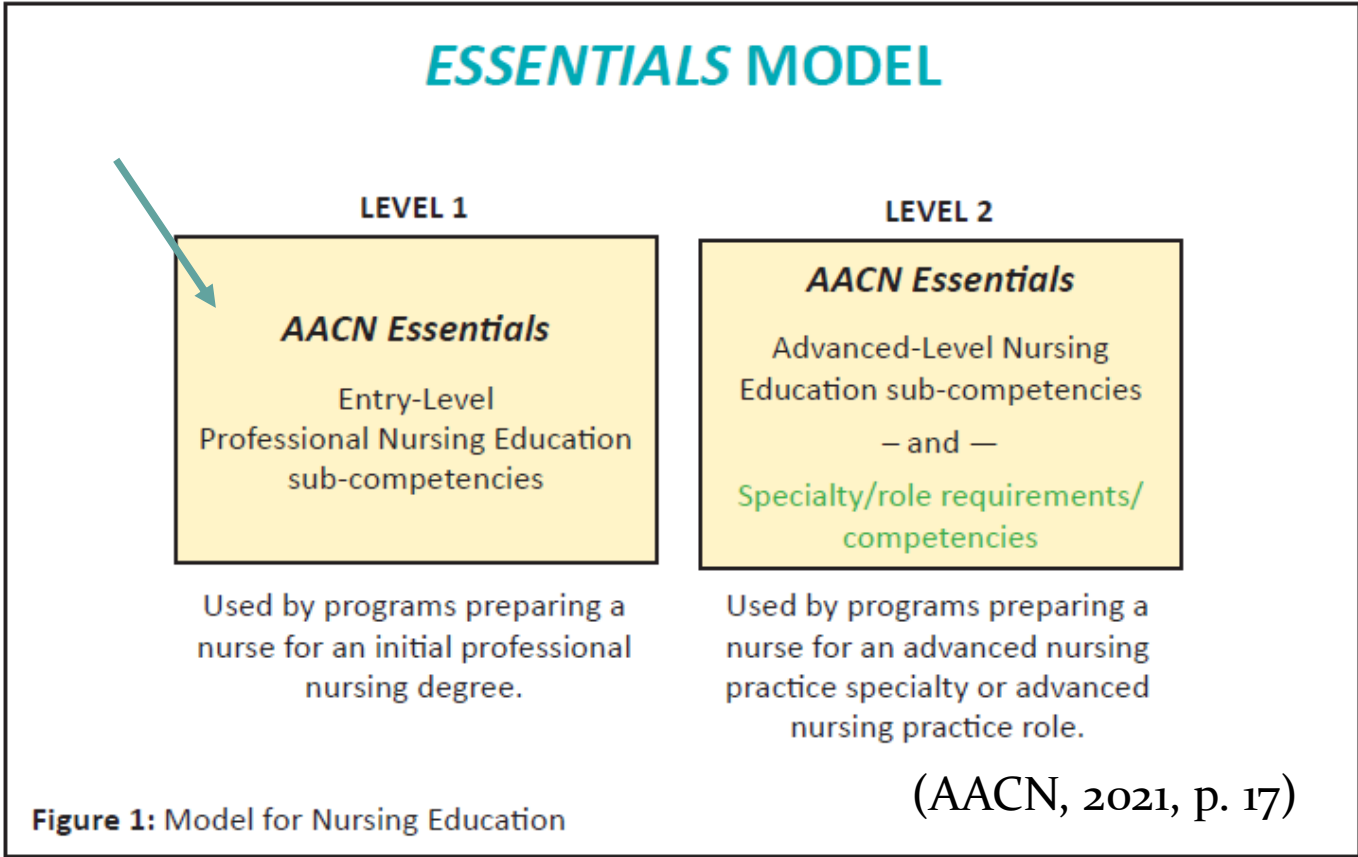 ESSENTIALS MODEL
LEVEL 1
AACN Essentials
Entry-Level
Professional Nursing Education
sub-competencies
Used by programs preparing a
nurse for an initial professional
nursing degree.
LEVEL 2
AACN Essentials
Advanced-Level Nursing
Education sub-competencies
– and —
Specialty/role requirements/
competencies
Used by programs preparing a
nurse for an advanced nursing
practice specialty or advanced
nursing practice role.
(AACN, 2021, p. 17)
Figure 1: Model for Nursing Education